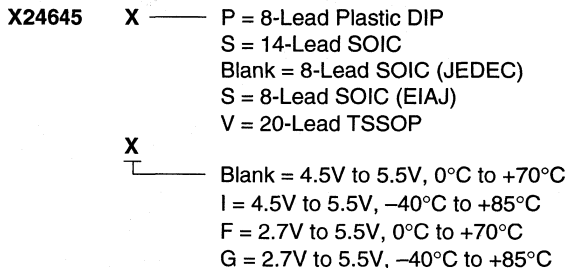 X24645 X P = 8-Lead Plastic DIP
S = 14-Lead SOIC
Blank = 8-Lead SOIC (JEDEC)
S = 8-Lead SOIC (EIAJ)
V = 20-Lead TSSOP
X
Blank = 4.5V to 5.5V, 0°C to +70°C
I = 4.5V to 5.5V, –40°C to +85°C
F = 2.7V to 5.5V, 0°C to +70°C
G = 2.7V to 5.5V, –40°C to +85°C